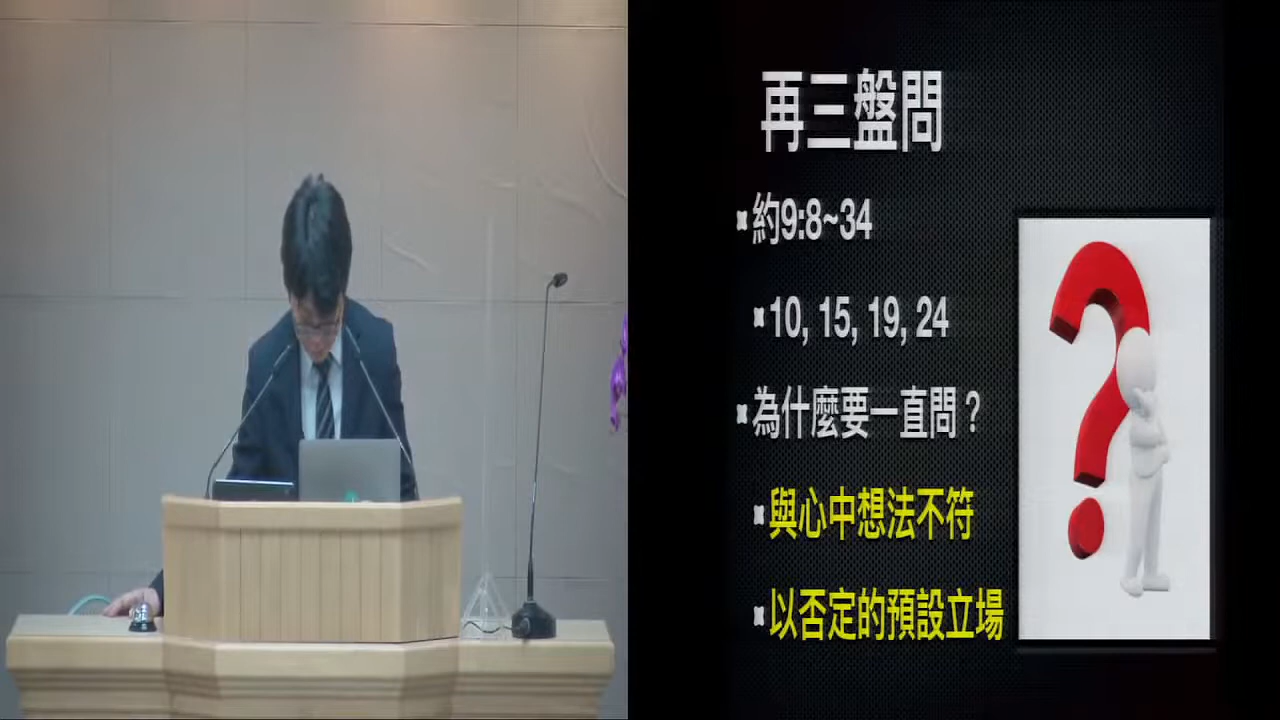 再三盤問
約9:8~34
10, 15, 19, 24
為什麼要一直問？
與心中想法不符
以否定的預設立場